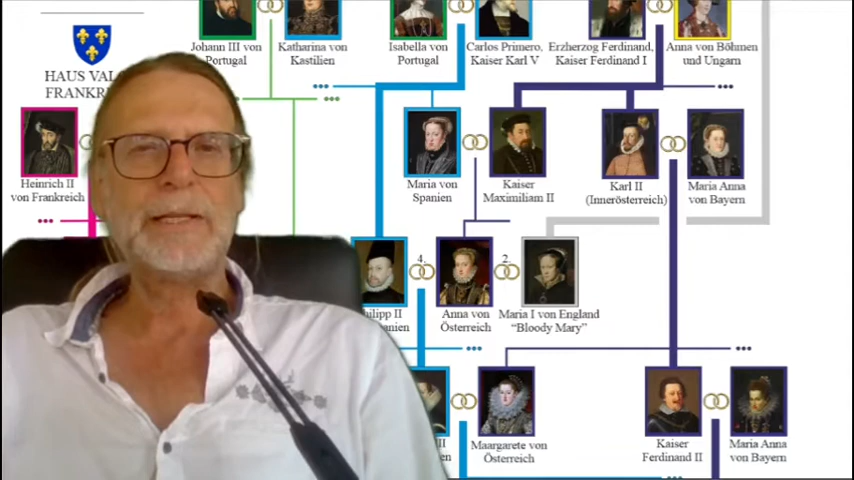 Johann III von
Portugal
Katharina von
Kastilien
Isabella von
Portugal
Carlos Primero,
Kaiser Karl V
Erzherzog Ferdinand,
Kaiser Ferdinand I
Anna von Böhmen
und Ungarn
HAUS
Heinrich II
von Frankreich
Maria von
Spanien
Kaiser
Maximiliam II
Karl II
(Innerösterreich)
Maria Anna
von Bayern
4.
2.
Anna von
Österreich
Maria I von England
“Bloody Mary”
Maargarete von
Österreich
Kaiser
Ferdinand II
Maria Anna
von Bayern